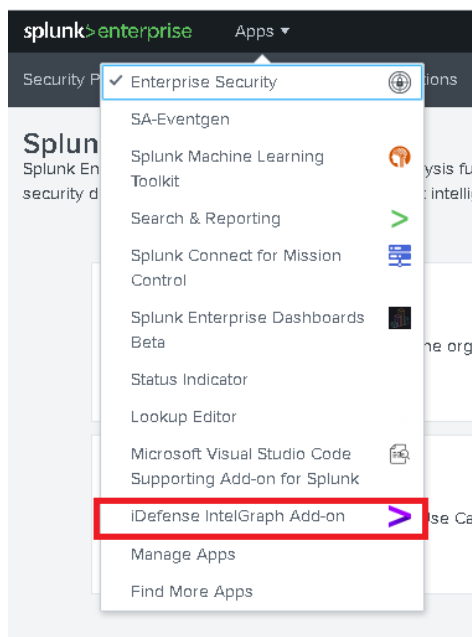 splunk>enterprise Apps
Security P
tions
Enterprise Security
SA-Eventgen
Splun
Splunk En
ysis fu
Splunk Machine Learning
Toolkit
security d
t intelli
Search & Reporting
Splunk Connect for Mission
Control
Splunk Enterprise Dashboards
Beta
he org
Status Indicator
Lookup Editor
Microsoft Visual Studio Code
Supporting Add-on for Splunk
iDefense IntelGraph Add-on
Use Ca
Manage Apps
Find More Apps